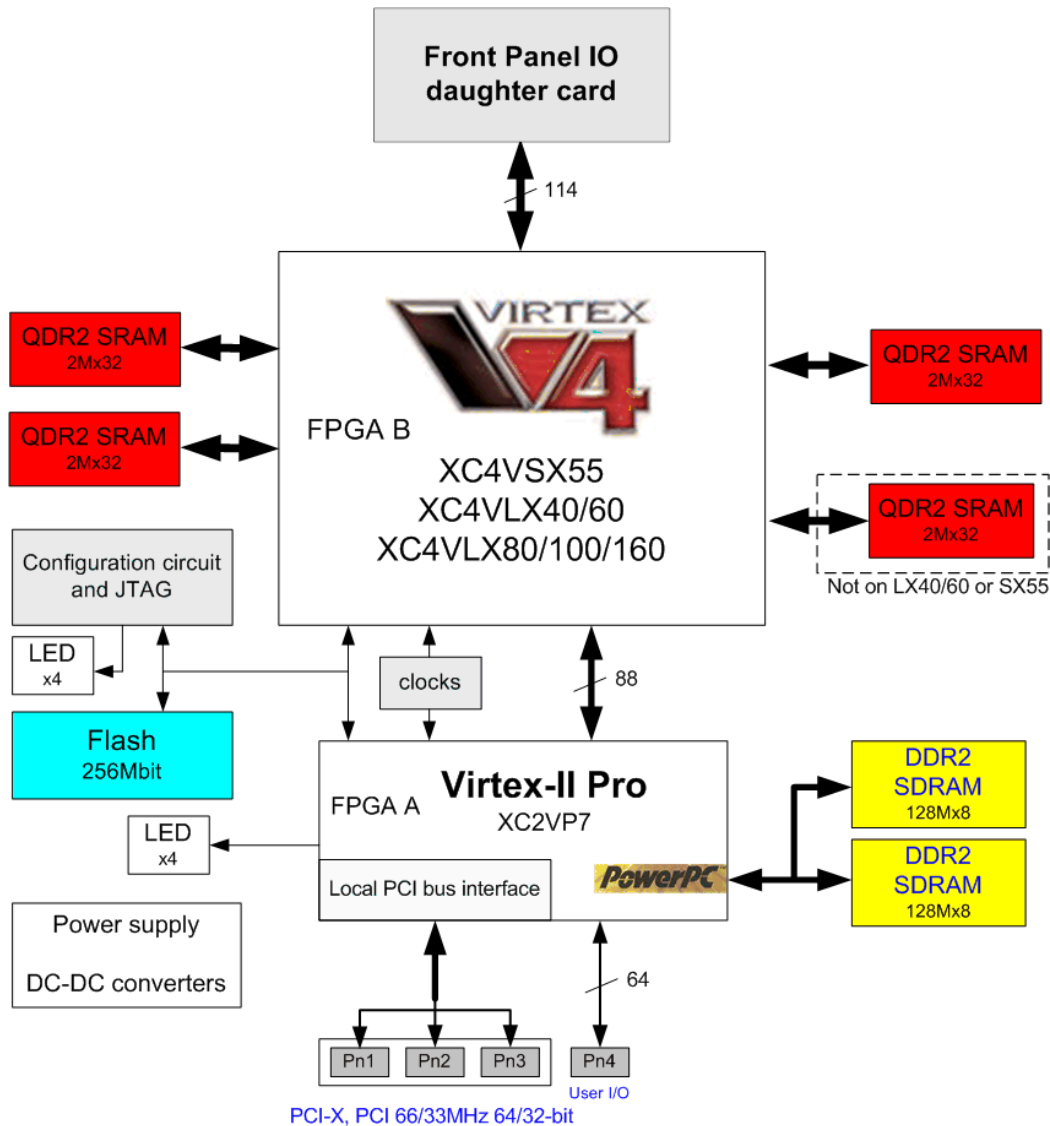 Front Panel IO
daughter card
114
VIRTEX
V4
QDR2 SRAM
2Mx32
QDR2 SRAM
2Mx32
QDR2 SRAM
2Mx32
QDR2 SRAM
2Mx32
Not on LX40/60 or SX55
FPGA B
XC4VSX55
XC4VLX40/60
XC4VLX80/100/160
Configuration circuit
and JTAG
LED
x4
clocks
88
Flash
256Mbit
Virtex-II Pro
FPGA A
XC2VP7
LED
x4
Local PCI bus interface
PowerPC™
DDR2
SDRAM
128Mx8
DDR2
SDRAM
128Mx8
Power supply
DC-DC converters
64
Pn1
Pn2
Pn3
Pn4
User I/O
PCI-X, PCI 66/33MHz 64/32-bit